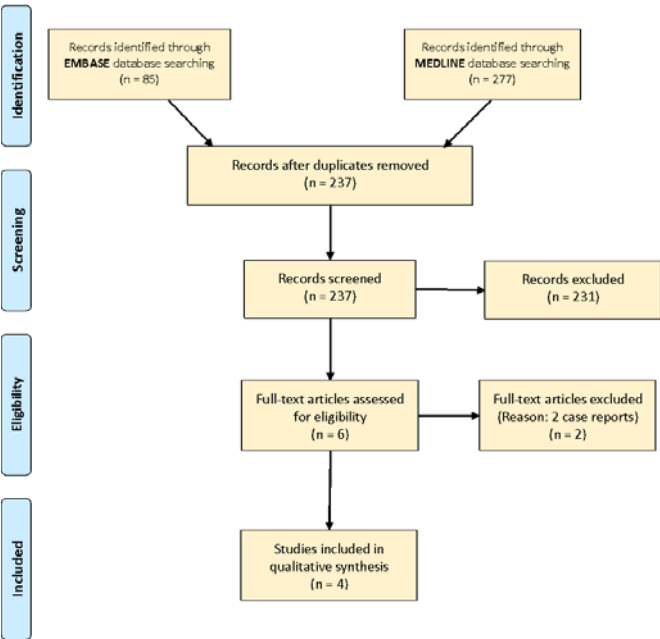 Identification
Records identified through
EMBASE database searching
(n = 85)
Records identified through
MEDLINE database searching
(n = 277)
Records after duplicates removed
(n = 237)
Screening
Records screened
(n = 237)
Records excluded
(n = 231)
Eligibility
Full-text articles assessed
for eligibility
(n = 6)
Full-text articles excluded
(Reason: 2 case reports)
(n = 2)
Included
Studies included in
qualitative synthesis
(n = 4)